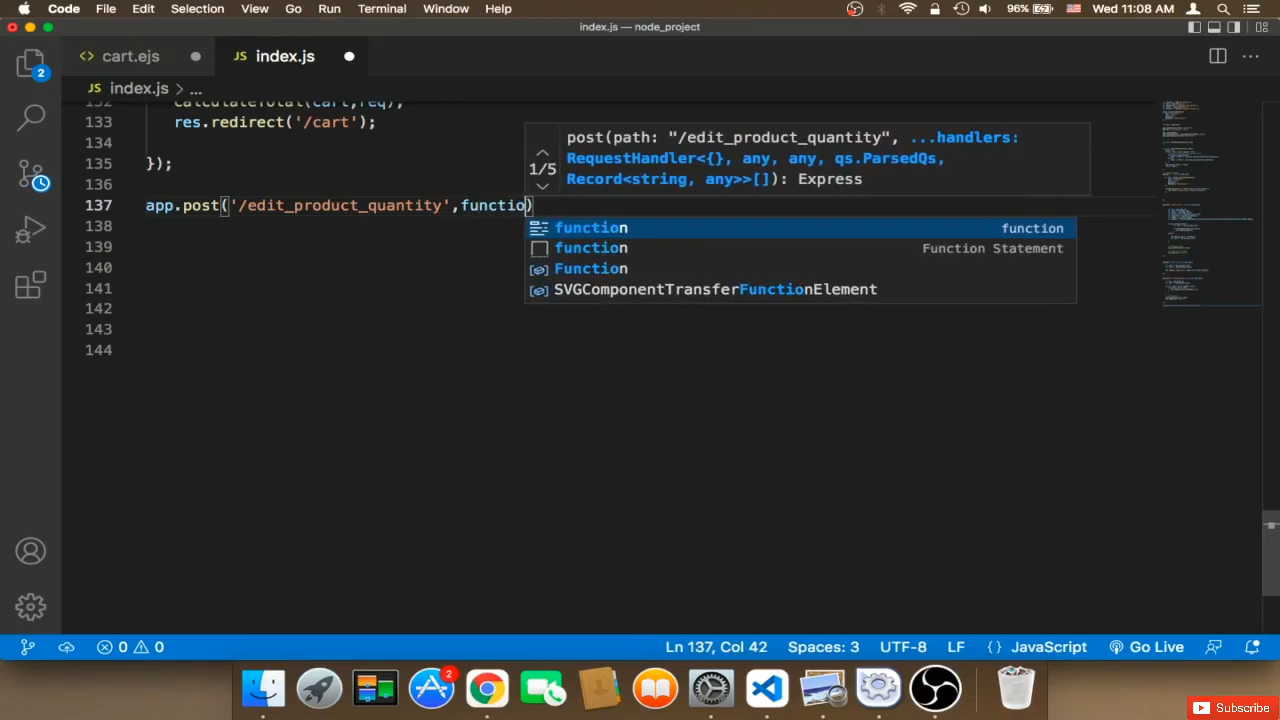 Code File Edit Selection View Go Run Terminal Window Help 96% Wed 11:08 AM
index.js — node_project
cart.ejs JS index.js
2
JS index.js > ...
132 calculateTotal(cart,req);
133 res.redirect('/cart');
134
135 });
136
137 app.post('/edit_product_quantity',functio)
138
139
140
141
142
143
144
post(path: "/edit_product_quantity", ...handlers:
1/5 RequestHandler<{}, any, any, qs.ParsedQs,
Record<string, any>>[]): Express
function function
function Function Statement
Function
SVGComponentTransferFunctionElement
0 0 Ln 137, Col 42 Spaces: 3 UTF-8 LF {} JavaScript Go Live
2
Subscribe